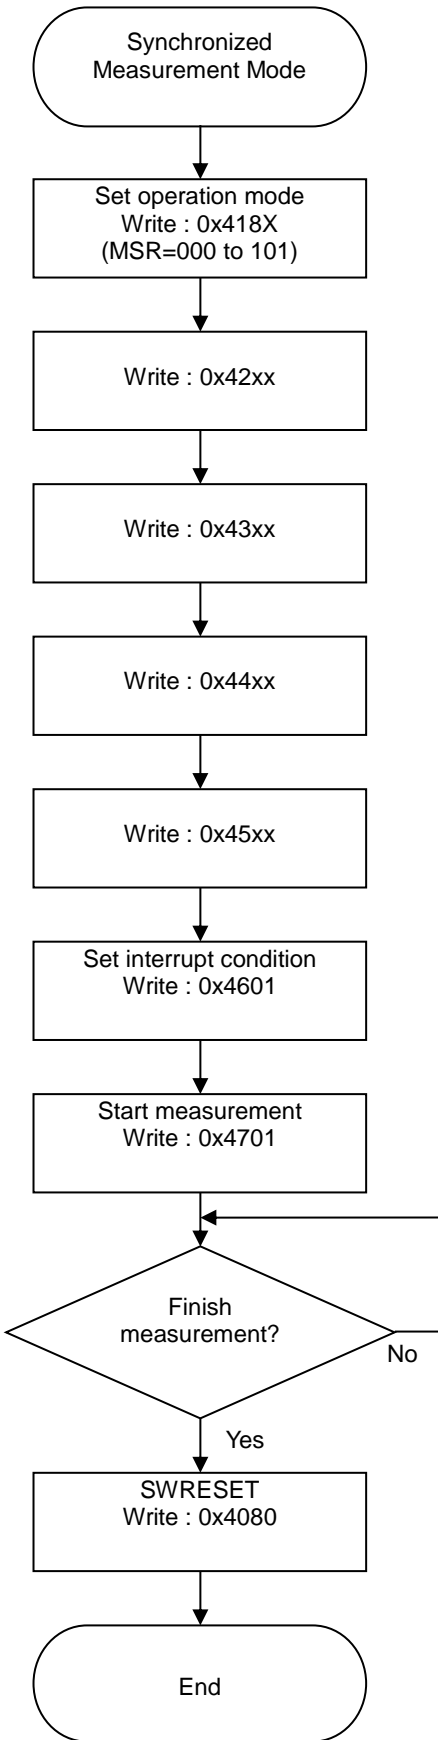 Synchronized
Measurement Mode
Set operation mode
Write : 0x418X
(MSR=000 to 101)
Write : 0x42xx
Write : 0x43xx
Write : 0x44xx
Write : 0x45xx
Set interrupt condition
Write : 0x4601
Start measurement
Write : 0x4701
Finish
measurement?
No
Yes
SWRESET
Write : 0x4080
End